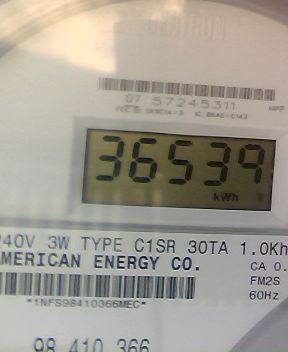 07 57245311
36539
kWh
240V 3W TYPE C1SR 30TA 1.0Kh
AMERICAN ENERGY CO.
CA 0.
FM2S
60Hz
*1NFS98410366MEC*
98 410 366